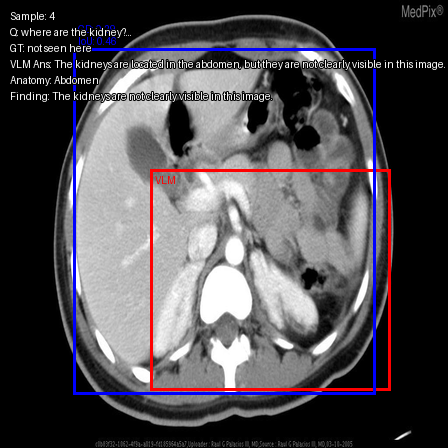 Sample: 4
MedPix®
Q: where are the kidney?...
GT: not seen here
VLM Ans: The kidneys are located in the abdomen, but they are not clearly visible in this image.
Anatomy: Abdomen
Finding: The kidneys are not clearly visible in this image.
VLM